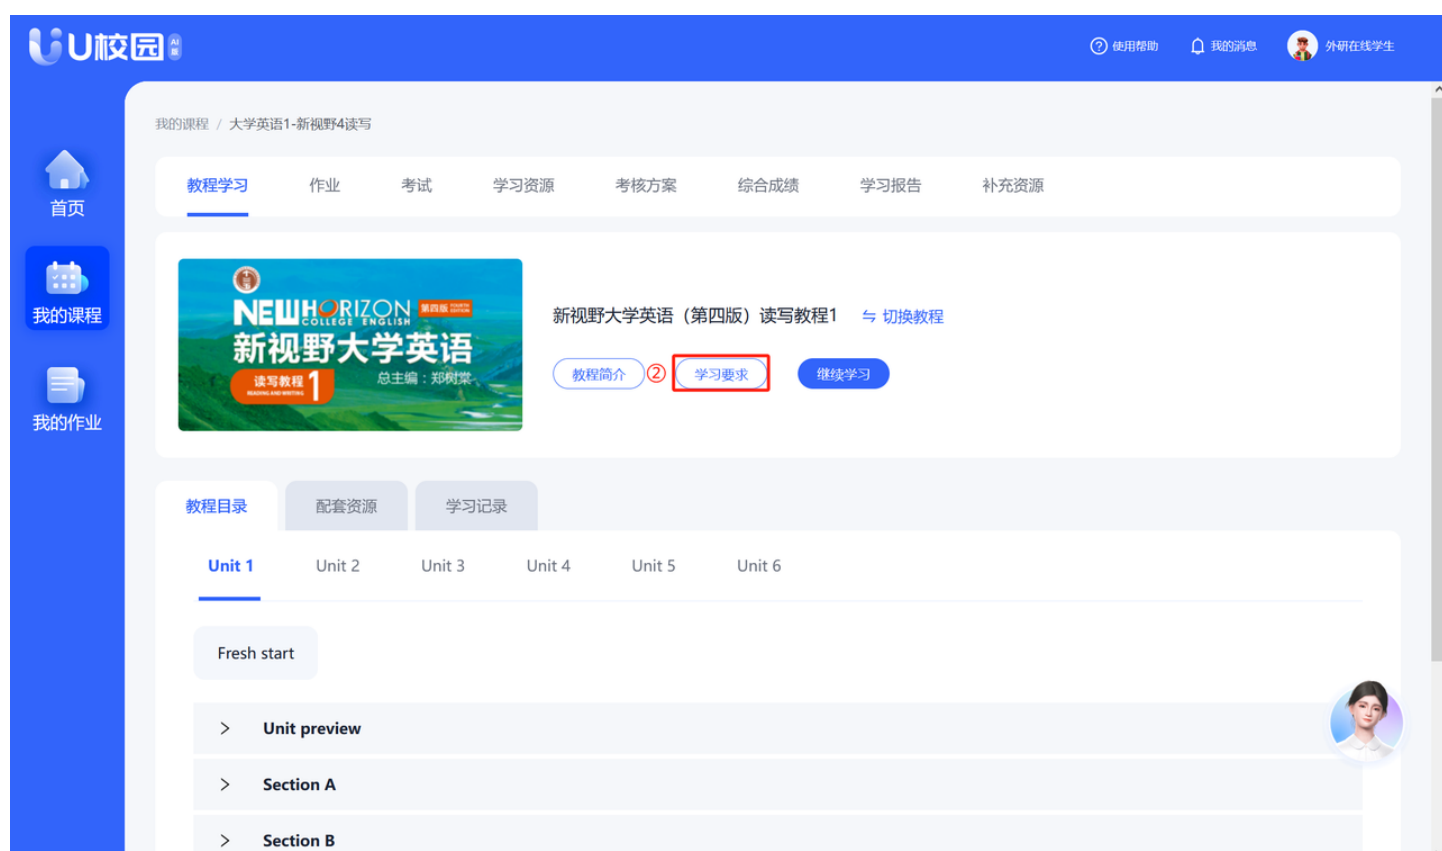 U校园 AI版
使用帮助 我的消息 外研在线学生
我的课程 / 大学英语1-新视野4读写
首页
我的课程
我的作业
教程学习 作业 考试 学习资源 考核方案 综合成绩 学习报告 补充资源
NEW HORIZON 第四版 FOURTH EDITION
COLLEGE ENGLISH
新视野大学英语
读写教程 1 总主编：郑树棠
READING AND WRITING
新视野大学英语（第四版）读写教程1 切换教程
教程简介 ② 学习要求 继续学习
教程目录 配套资源 学习记录
Unit 1 Unit 2 Unit 3 Unit 4 Unit 5 Unit 6
Fresh start
> Unit preview
> Section A
> Section B